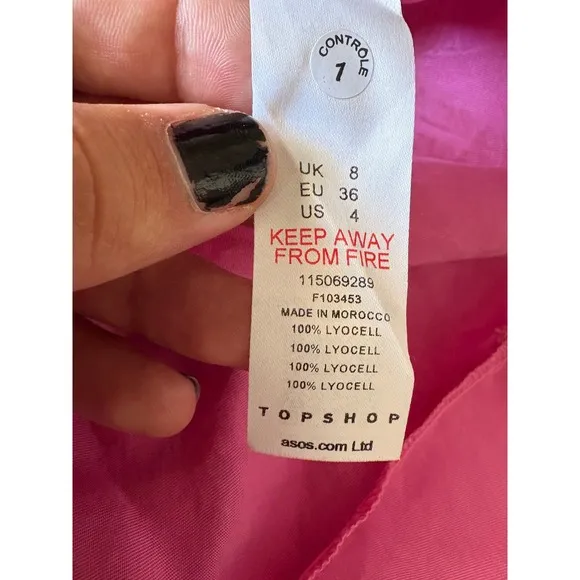 CONTRÔLE
1
UK 8
EU 36
US 4
KEEP AWAY
FROM FIRE
115069289
F103453
MADE IN MOROCCO
100% LYOCELL
100% LYOCELL
100% LYOCELL
100% LYOCELL
TOPSHOP
asos.com Ltd